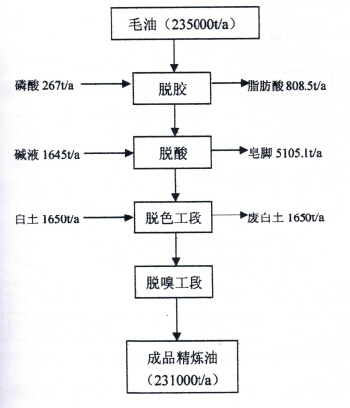 毛油（235000t/a）
磷酸 267t/a
脱胶
脂肪酸 808.5t/a
碱液 1645t/a
脱酸
皂脚 5105.1t/a
白土 1650t/a
脱色工段
废白土 1650t/a
脱嗅工段
成品精炼油
（231000t/a）